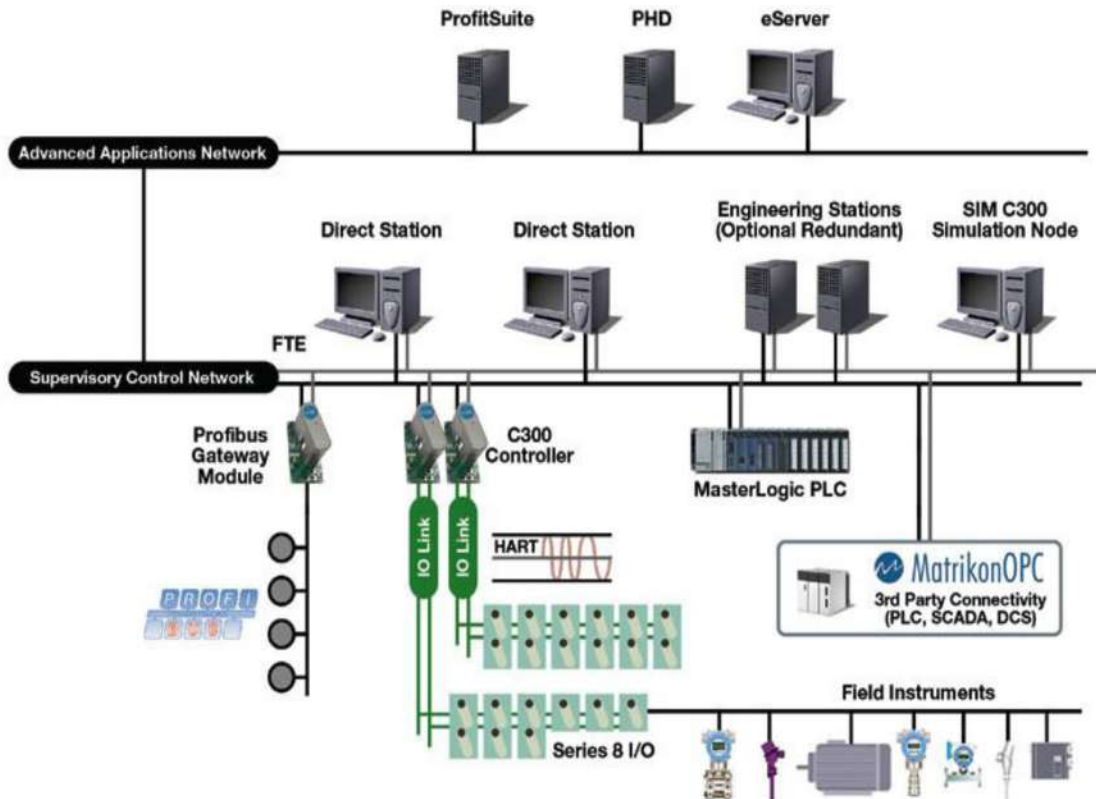 ProfitSuite
PHD
eServer
Advanced Applications Network
Direct Station
Direct Station
Engineering Stations
(Optional Redundant)
SIM C300
Simulation Node
FTE
Supervisory Control Network
Profibus
Gateway
Module
C300
Controller
MasterLogic PLC
IO Link
IO Link
HART
MatrikonOPC
3rd Party Connectivity
(PLC, SCADA, DCS)
PROFI
BUS
Field Instruments
Series 8 I/O